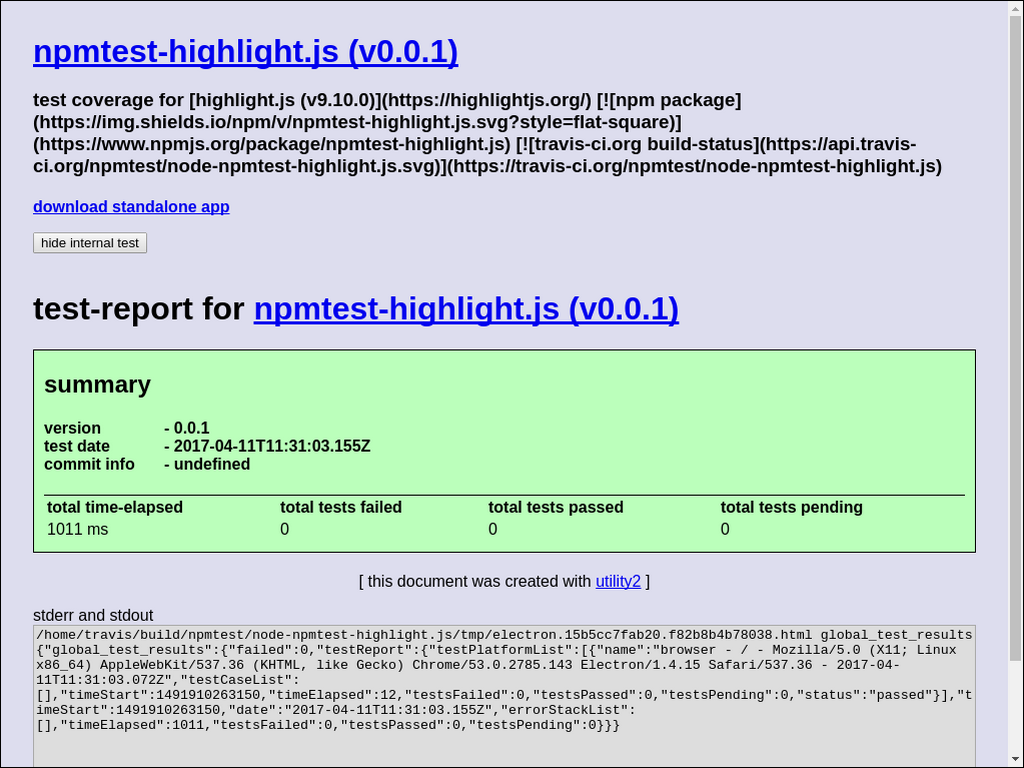 npmtest-highlight.js (v0.0.1)
test coverage for [highlight.js (v9.10.0)](https://highlightjs.org/) [![npm package]
(https://img.shields.io/npm/v/npmtest-highlight.js.svg?style=flat-square)]
(https://www.npmjs.org/package/npmtest-highlight.js) [![travis-ci.org build-status](https://api.travis-
ci.org/npmtest/node-npmtest-highlight.js.svg)](https://travis-ci.org/npmtest/node-npmtest-highlight.js)
download standalone app
hide internal test
test-report for npmtest-highlight.js (v0.0.1)
summary
version - 0.0.1
test date - 2017-04-11T11:31:03.155Z
commit info - undefined
total time-elapsed total tests failed total tests passed total tests pending
1011 ms 0 0 0
[ this document was created with utility2 ]
stderr and stdout
/home/travis/build/npmtest/node-npmtest-highlight.js/tmp/electron.15b5cc7fab20.f82b8b4b78038.html global_test_results
{"global_test_results":{"failed":0,"testReport":{"testPlatformList":[{"name":"browser - / - Mozilla/5.0 (X11; Linux
x86_64) AppleWebKit/537.36 (KHTML, like Gecko) Chrome/53.0.2785.143 Electron/1.4.15 Safari/537.36 - 2017-04-
11T11:31:03.072Z","testCaseList":
[],"timeStart":1491910263150,"timeElapsed":12,"testsFailed":0,"testsPassed":0,"testsPending":0,"status":"passed"}],"t
imeStart":1491910263150,"date":"2017-04-11T11:31:03.155Z","errorStackList":
[],"timeElapsed":1011,"testsFailed":0,"testsPassed":0,"testsPending":0}}}